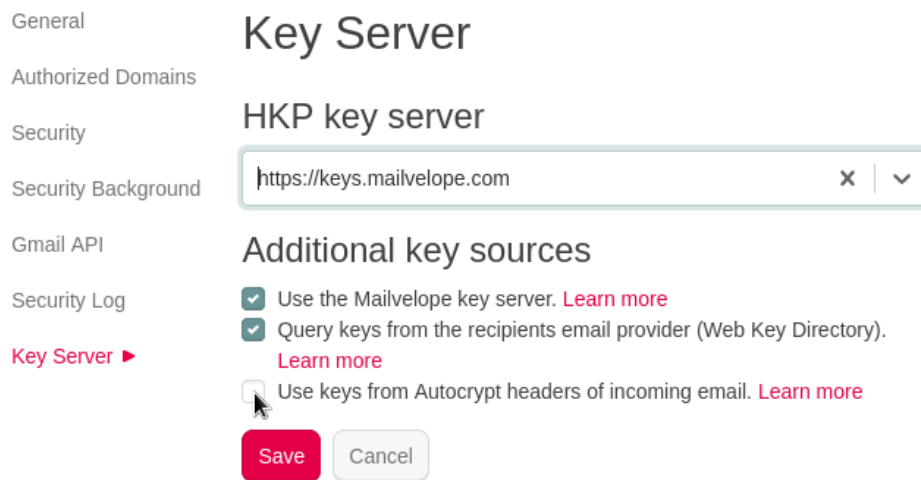 General
Authorized Domains
Security
Security Background
Gmail API
Security Log
Key Server
Key Server
HKP key server
https://keys.mailvelope.com
Additional key sources
Use the Mailvelope key server. Learn more
Query keys from the recipients email provider (Web Key Directory).
Learn more
Use keys from Autocrypt headers of incoming email. Learn more
Save
Cancel